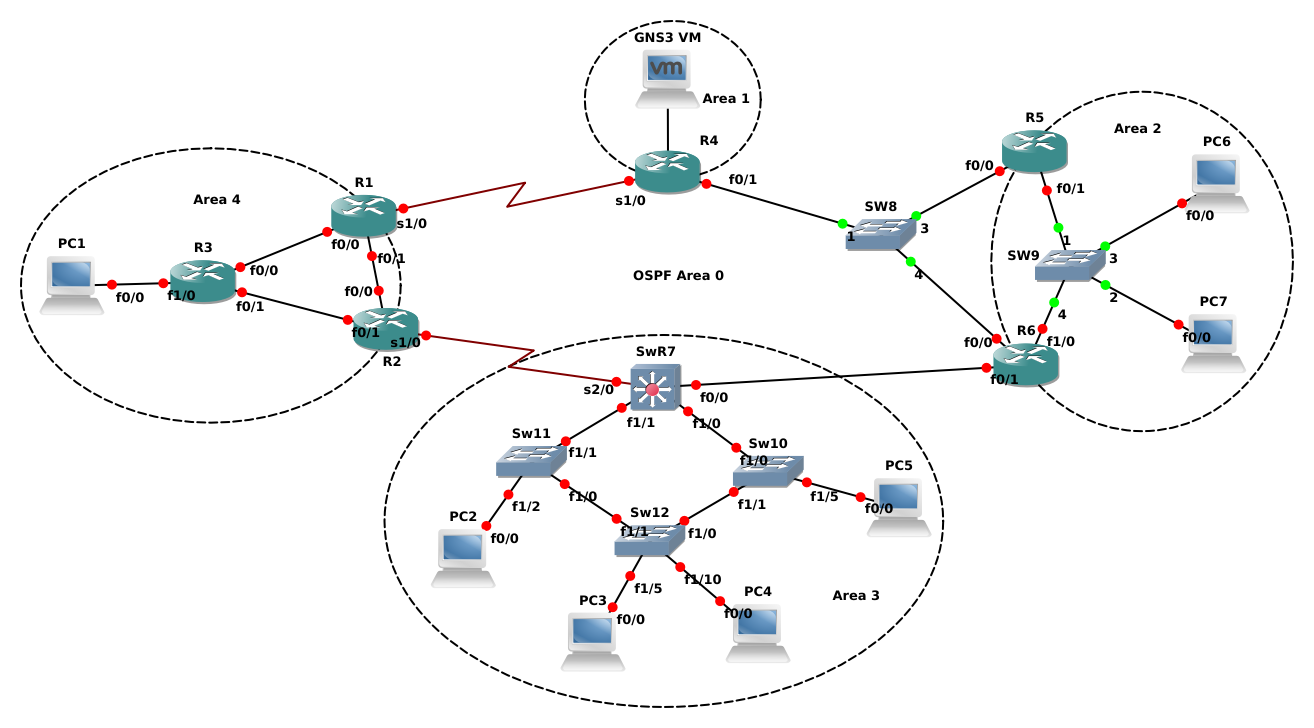 GNS3 VM
vm
Area 1
R4
s1/0
f0/1
Area 4
R1
s1/0
f0/0
f0/1
PC1
f0/0
R3
f1/0
f0/0
f0/1
f0/0
f0/1
s1/0
R2
OSPF Area 0
SW8
1
3
4
R5
f0/0
f0/1
Area 2
PC6
f0/0
SW9
1
3
2
4
PC7
f0/0
R6
f0/0
f1/0
f0/1
SwR7
s2/0
f0/0
f1/1
f1/0
Sw11
f1/1
f1/2
f1/0
Sw10
f1/0
f1/1
f1/5
PC5
f0/0
PC2
f0/0
Sw12
f1/1
f1/0
f1/5
f1/10
PC3
f0/0
PC4
f0/0
Area 3